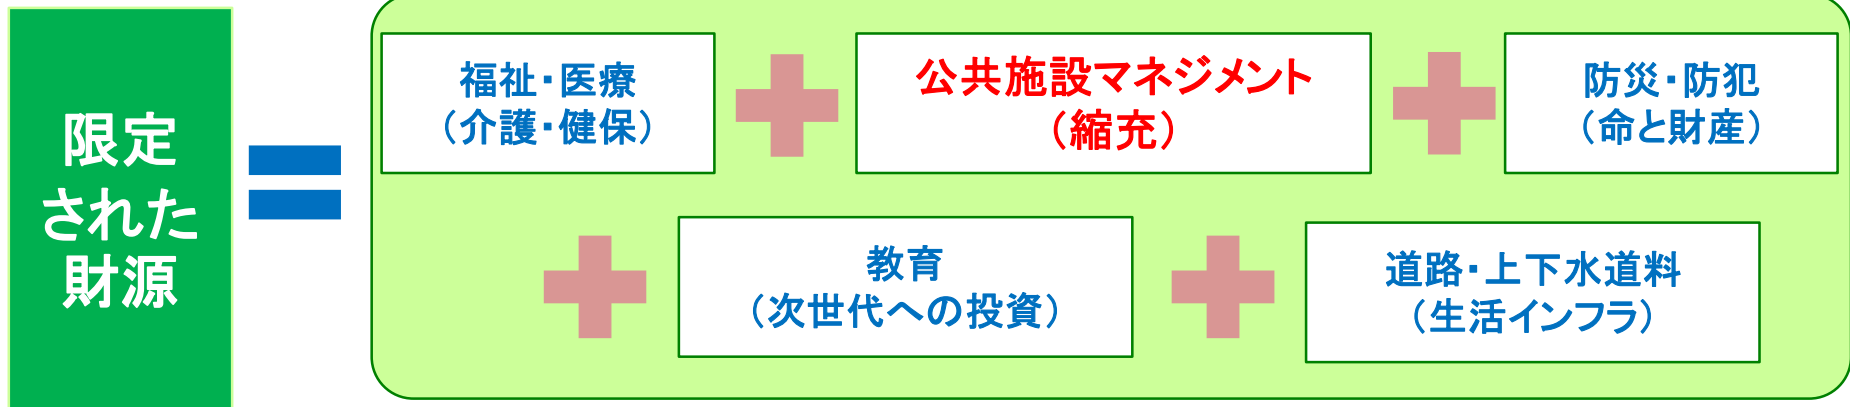 限定
された
財源
福祉・医療
（介護・健保）
公共施設マネジメント
（縮充）
防災・防犯
（命と財産）
教育
（次世代への投資）
道路・上下水道料
（生活インフラ）